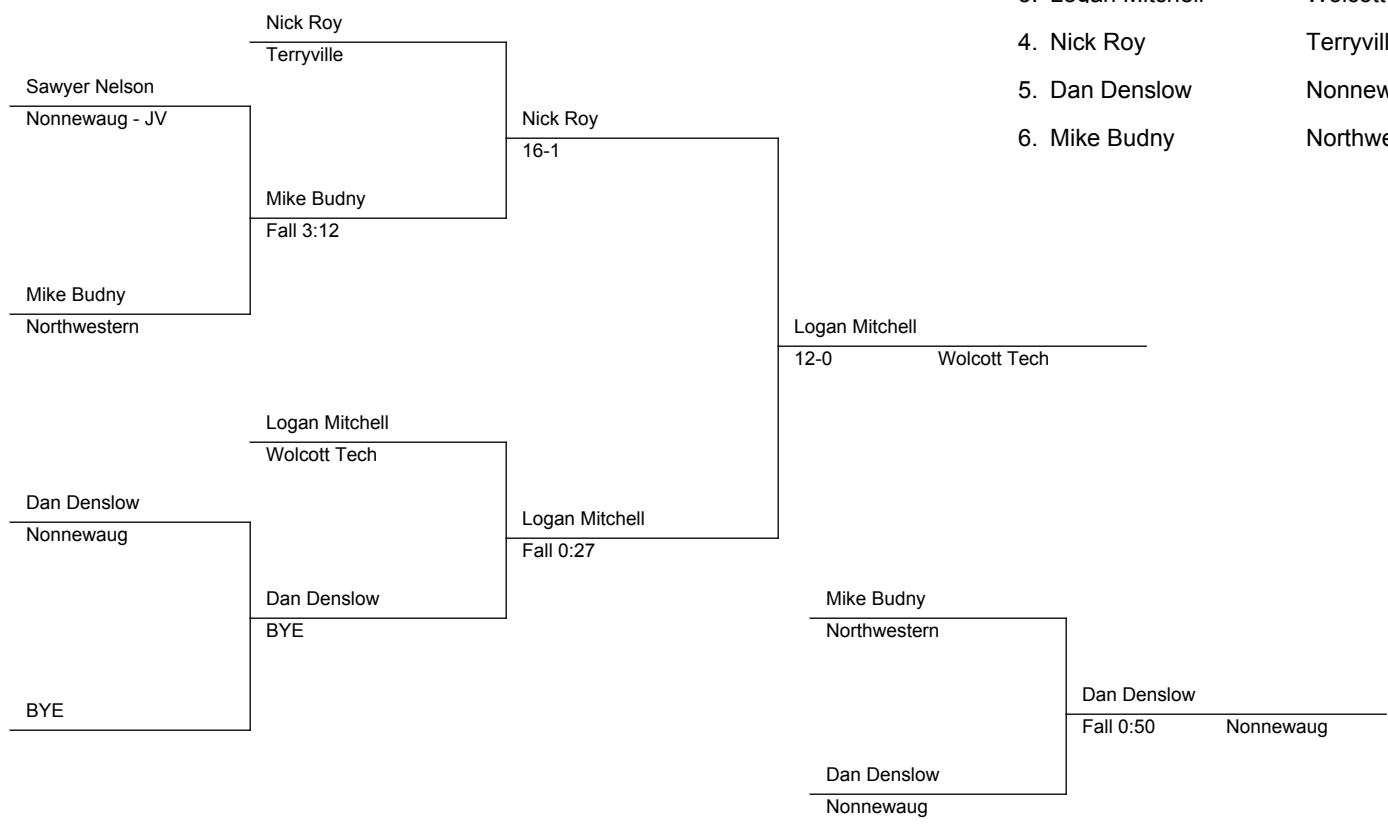 Nick Roy
Terryville
4. Nick Roy
5. Dan Denslow
6. Mike Budny
Sawyer Nelson
Nonnewaug - JV
Nick Roy
16-1
Mike Budny
Fall 3:12
Mike Budny
Northwestern
Logan Mitchell
12-0 Wolcott Tech
Logan Mitchell
Wolcott Tech
Dan Denslow
Nonnewaug
Logan Mitchell
Fall 0:27
Dan Denslow
BYE
Mike Budny
Northwestern
BYE
Dan Denslow
Fall 0:50 Nonnewaug
Dan Denslow
Nonnewaug